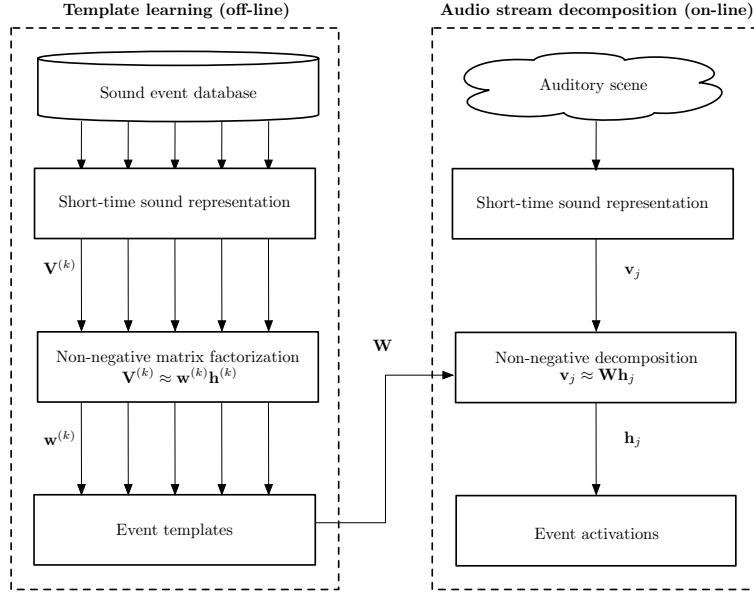 Template learning (off-line)
Sound event database
Short-time sound representation
V^(k)
Non-negative matrix factorization
V^(k) ≈ w^(k)h^(k)
w^(k)
Event templates
W
Audio stream decomposition (on-line)
Auditory scene
Short-time sound representation
v_j
Non-negative decomposition
v_j ≈ Wh_j
h_j
Event activations